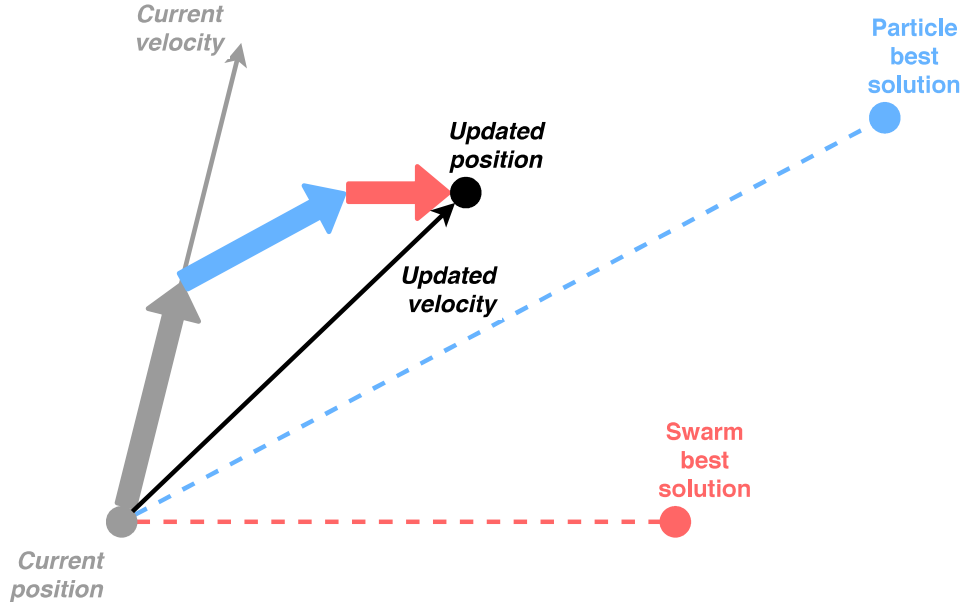 Current
velocity
Particle
best
solution
Updated
position
Updated
velocity
Swarm
best
solution
Current
position